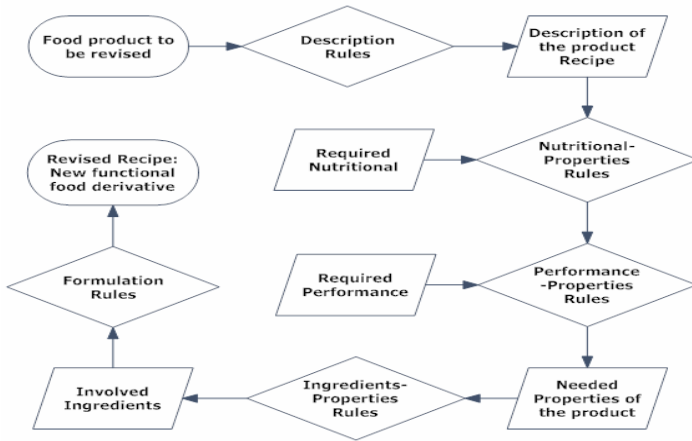 Food product to
be revised
Description
Rules
Description of
the product
Recipe
Required
Nutritional
Nutritional-
Properties
Rules
Required
Performance
Performance
-Properties
Rules
Needed
Properties of
the product
Ingredients-
Properties
Rules
Involved
Ingredients
Formulation
Rules
Revised Recipe:
New functional
food derivative